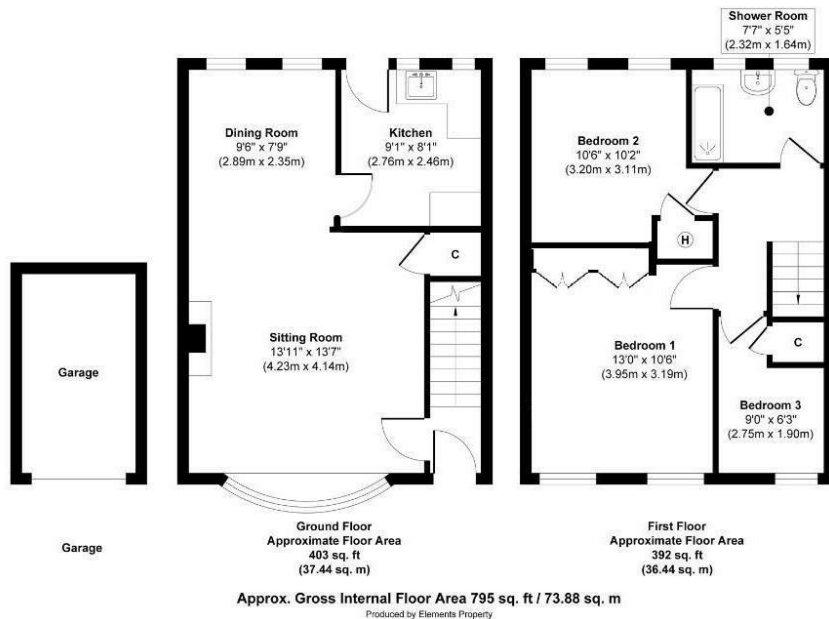 Shower Room
7'7" x 5'5"
(2.32m x 1.64m)
Dining Room
9'6" x 7'9"
(2.89m x 2.35m)
Kitchen
9'1" x 8'1"
(2.76m x 2.46m)
Bedroom 2
10'6" x 10'2"
(3.20m x 3.11m)
H
C
Garage
Sitting Room
13'11" x 13'7"
(4.23m x 4.14m)
Bedroom 1
13'0" x 10'6"
(3.95m x 3.19m)
C
Bedroom 3
9'0" x 6'3"
(2.75m x 1.90m)
Garage
Ground Floor
Approximate Floor Area
403 sq. ft
(37.44 sq. m)
First Floor
Approximate Floor Area
392 sq. ft
(36.44 sq. m)
Approx. Gross Internal Floor Area 795 sq. ft / 73.88 sq. m
Produced by Elements Property